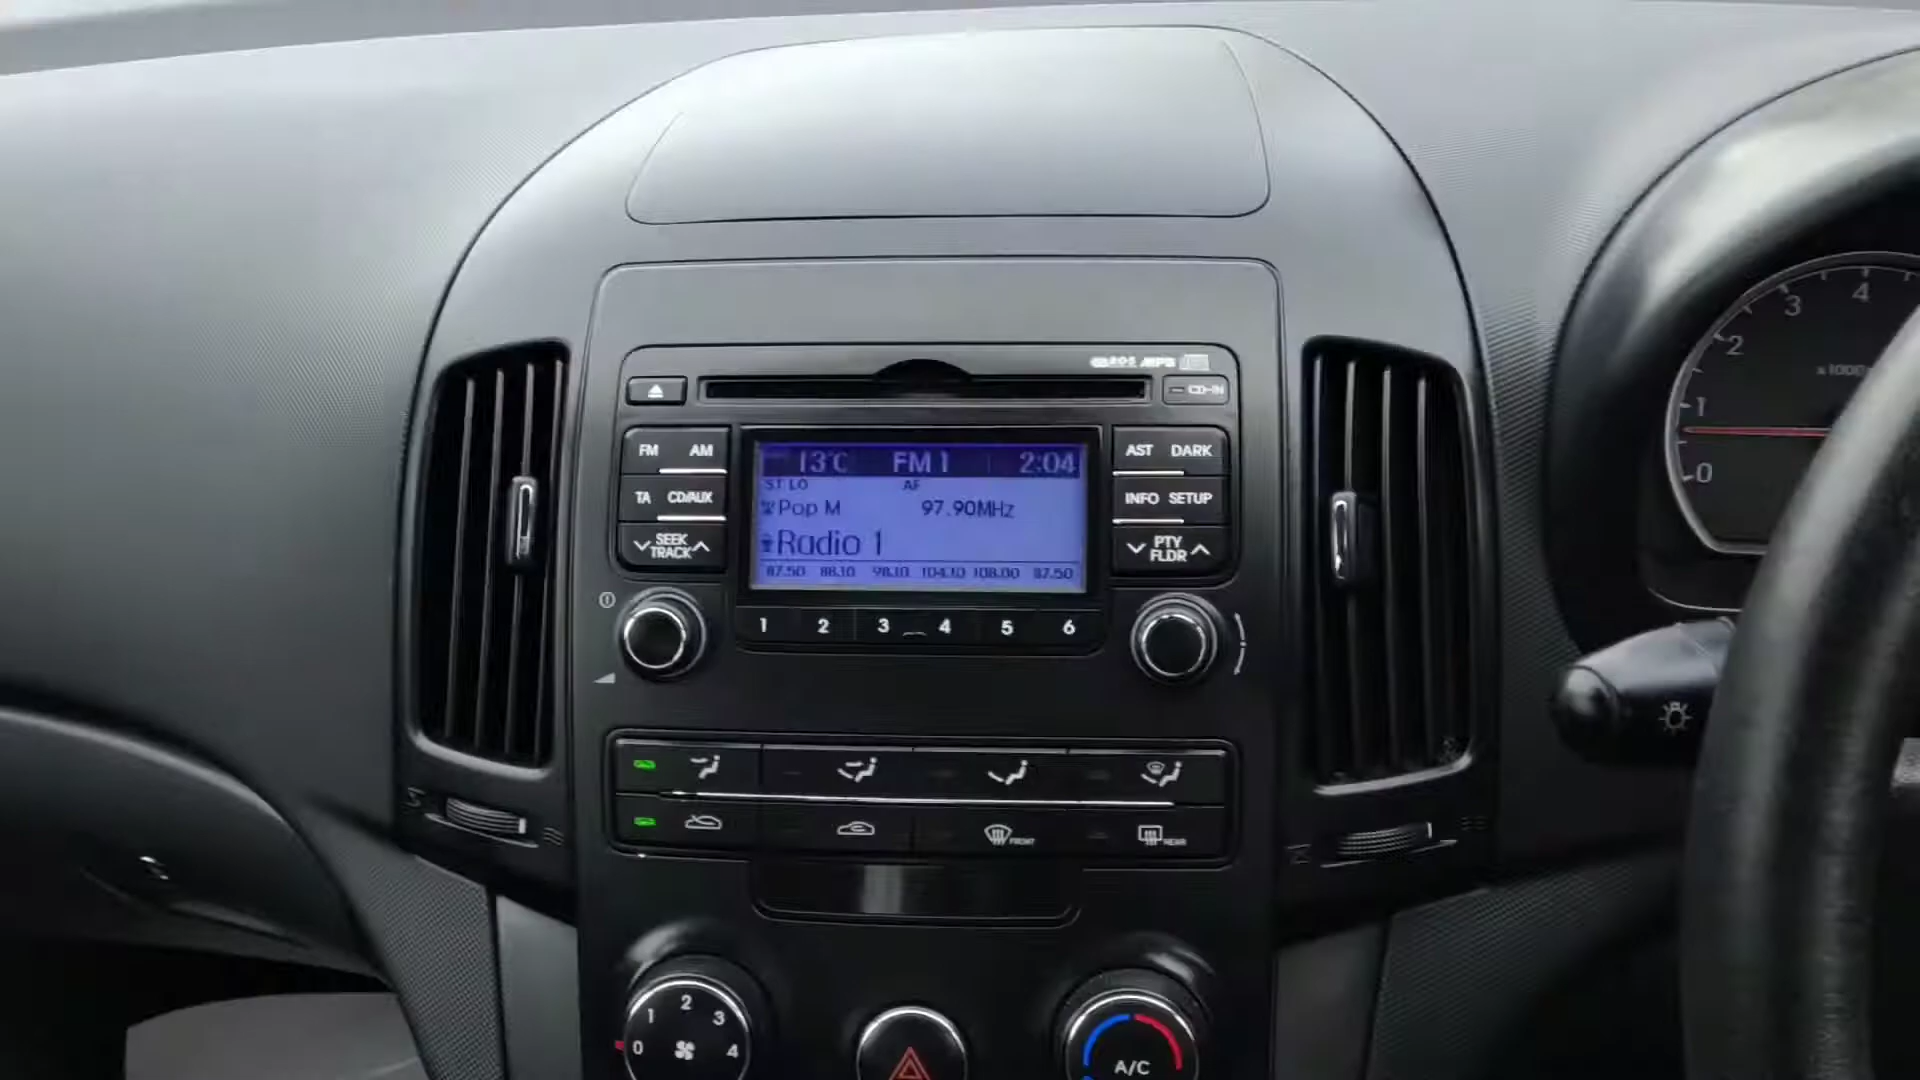 RDS MP3
CD-IN
FM AM
TA CD/AUX
SEEK TRACK
13°C FM 1 2:04
ST LO AF
Pop M 97.90MHz
Radio 1
87.50 88.10 98.10 104.10 108.00 87.50
AST DARK
INFO SETUP
PTY FLDR
1 2 3 4 5 6
FRONT REAR
0 1 2 3 4
A/C
0 1 2 3 4
x1000